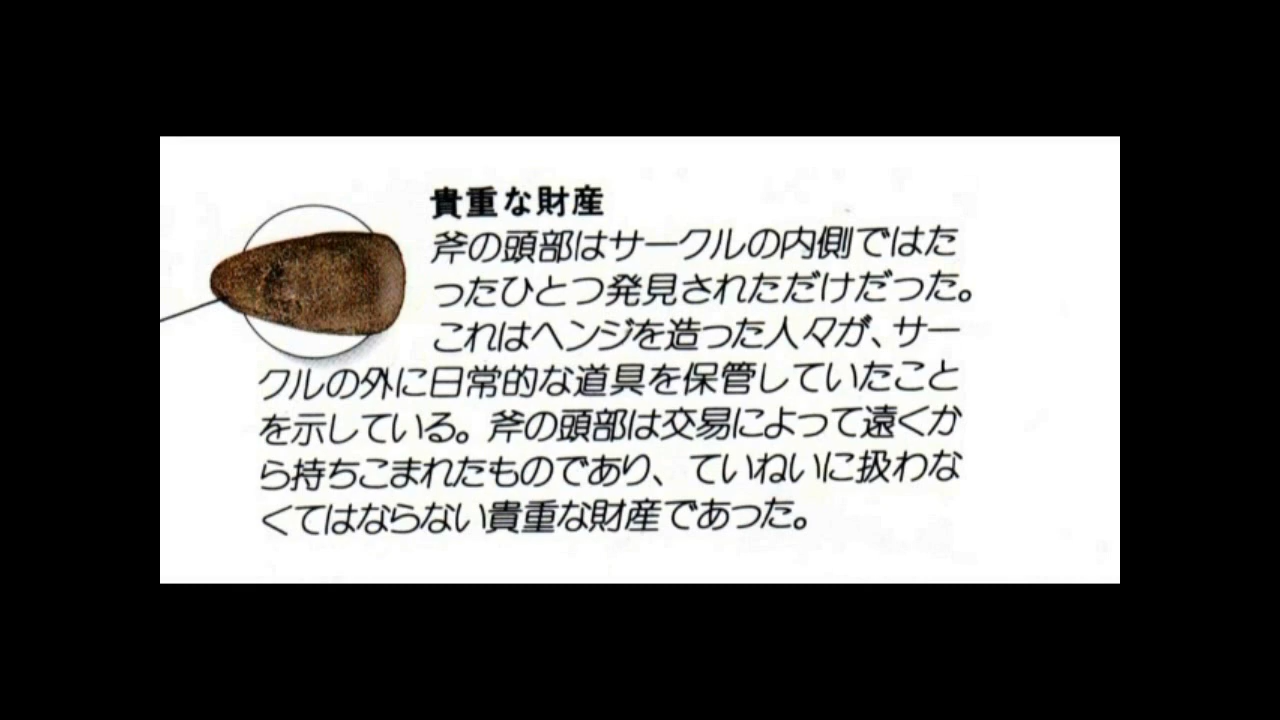 貴重な財産
斧の頭部はサークルの内側ではた
ったひとつ発見されただけだった。
これはヘンジを造った人々が、サー
クルの外に日常的な道具を保管していたこと
を示している。斧の頭部は交易によって遠くか
ら持ちこまれたものであり、ていねいに扱わな
くてはならない貴重な財産であった。